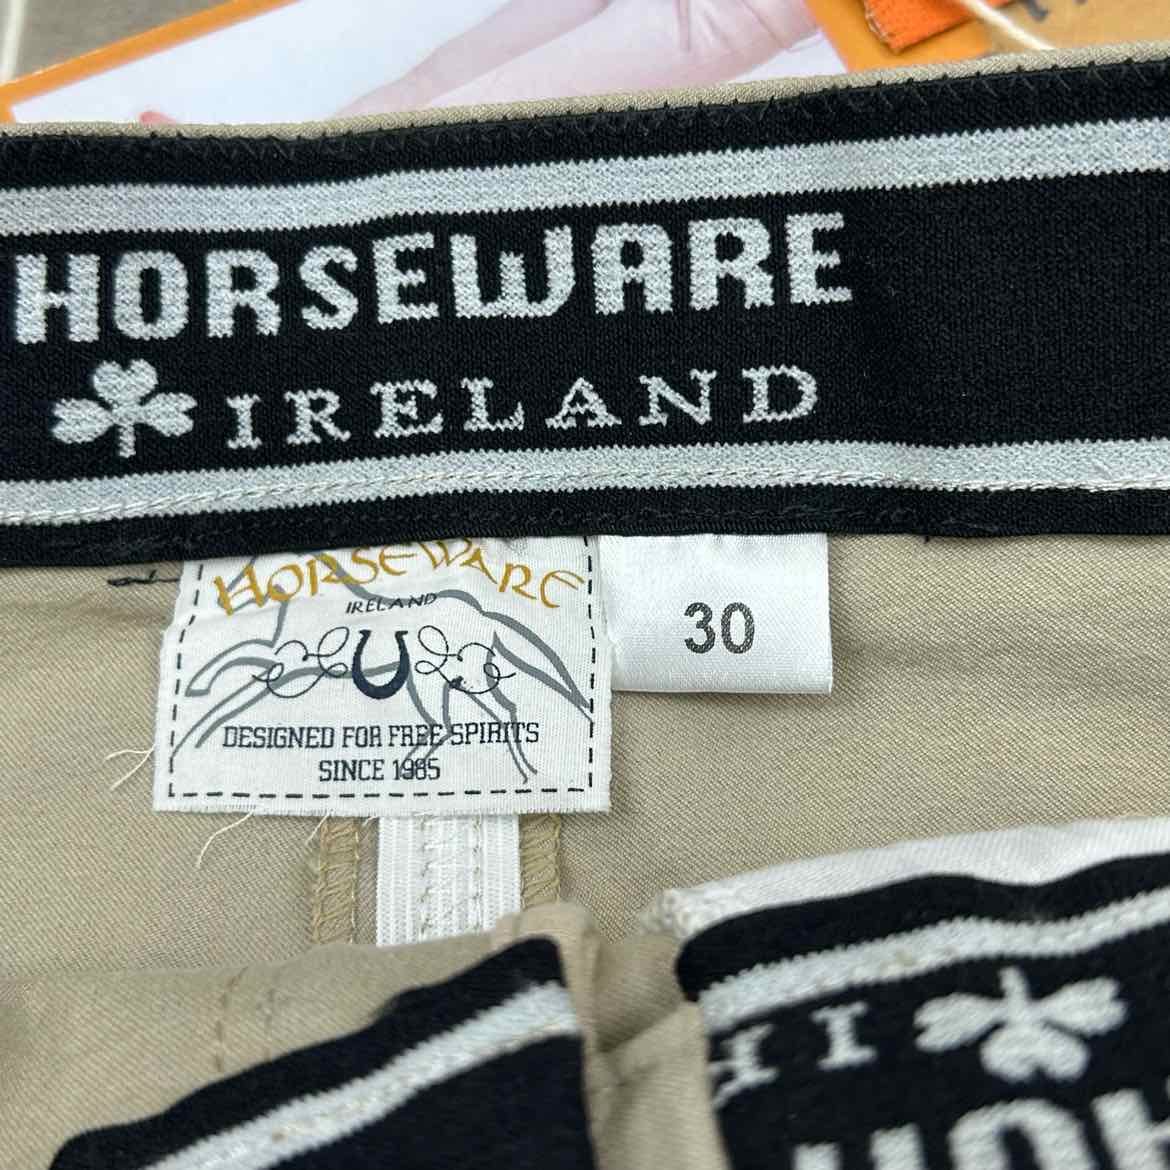 HORSEWARE
IRELAND
HORSEWARE
IRELAND
30
DESIGNED FOR FREE SPIRITS
SINCE 1985